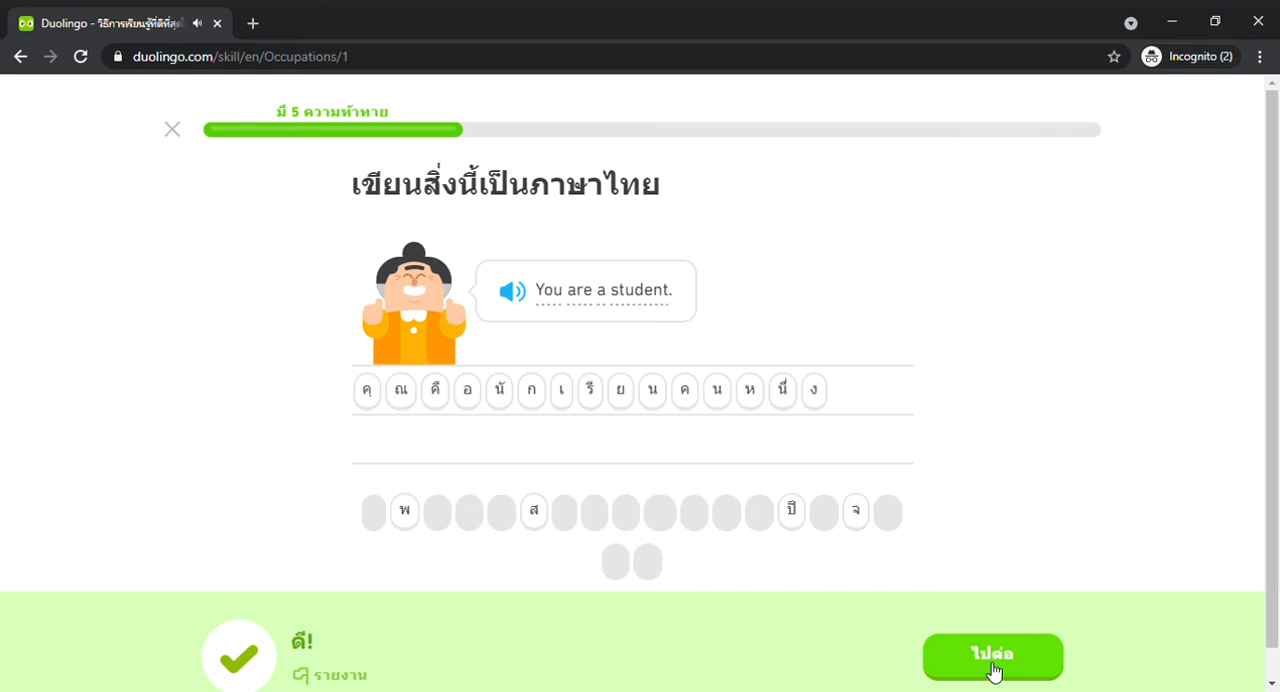 Duolingo - วิธีการเรียนรู้ที่ดีที่สุดใ
duolingo.com/skill/en/Occupations/1
Incognito (2)
มี 5 ความท้าทาย
เขียนสิ่งนี้เป็นภาษาไทย
You are a student.
คุ ณ คื อ นั ก เ รี ย น ค น ห นึ่ ง
พ ส ปี จ
ดี!
รายงาน
ไปต่อ